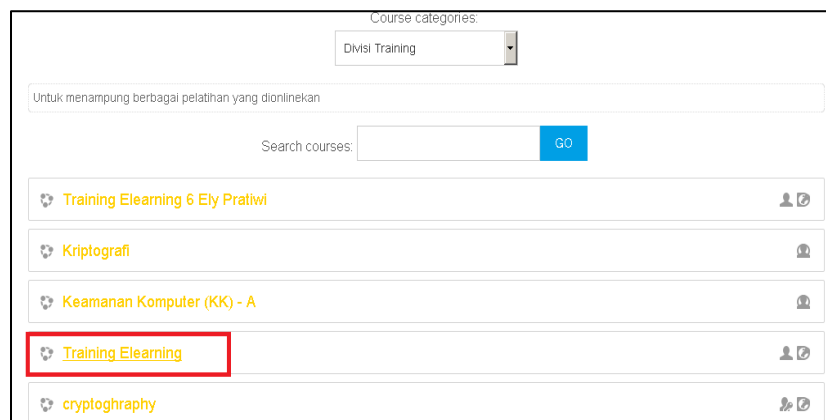 Course categories:
Divisi Training
Untuk menampung berbagai pelatihan yang dionlinekan
Search courses:
GO
Training Elearning 6 Ely Pratiwi
Kriptografi
Keamanan Komputer (KK) - A
Training Elearning
cryptoghraphy